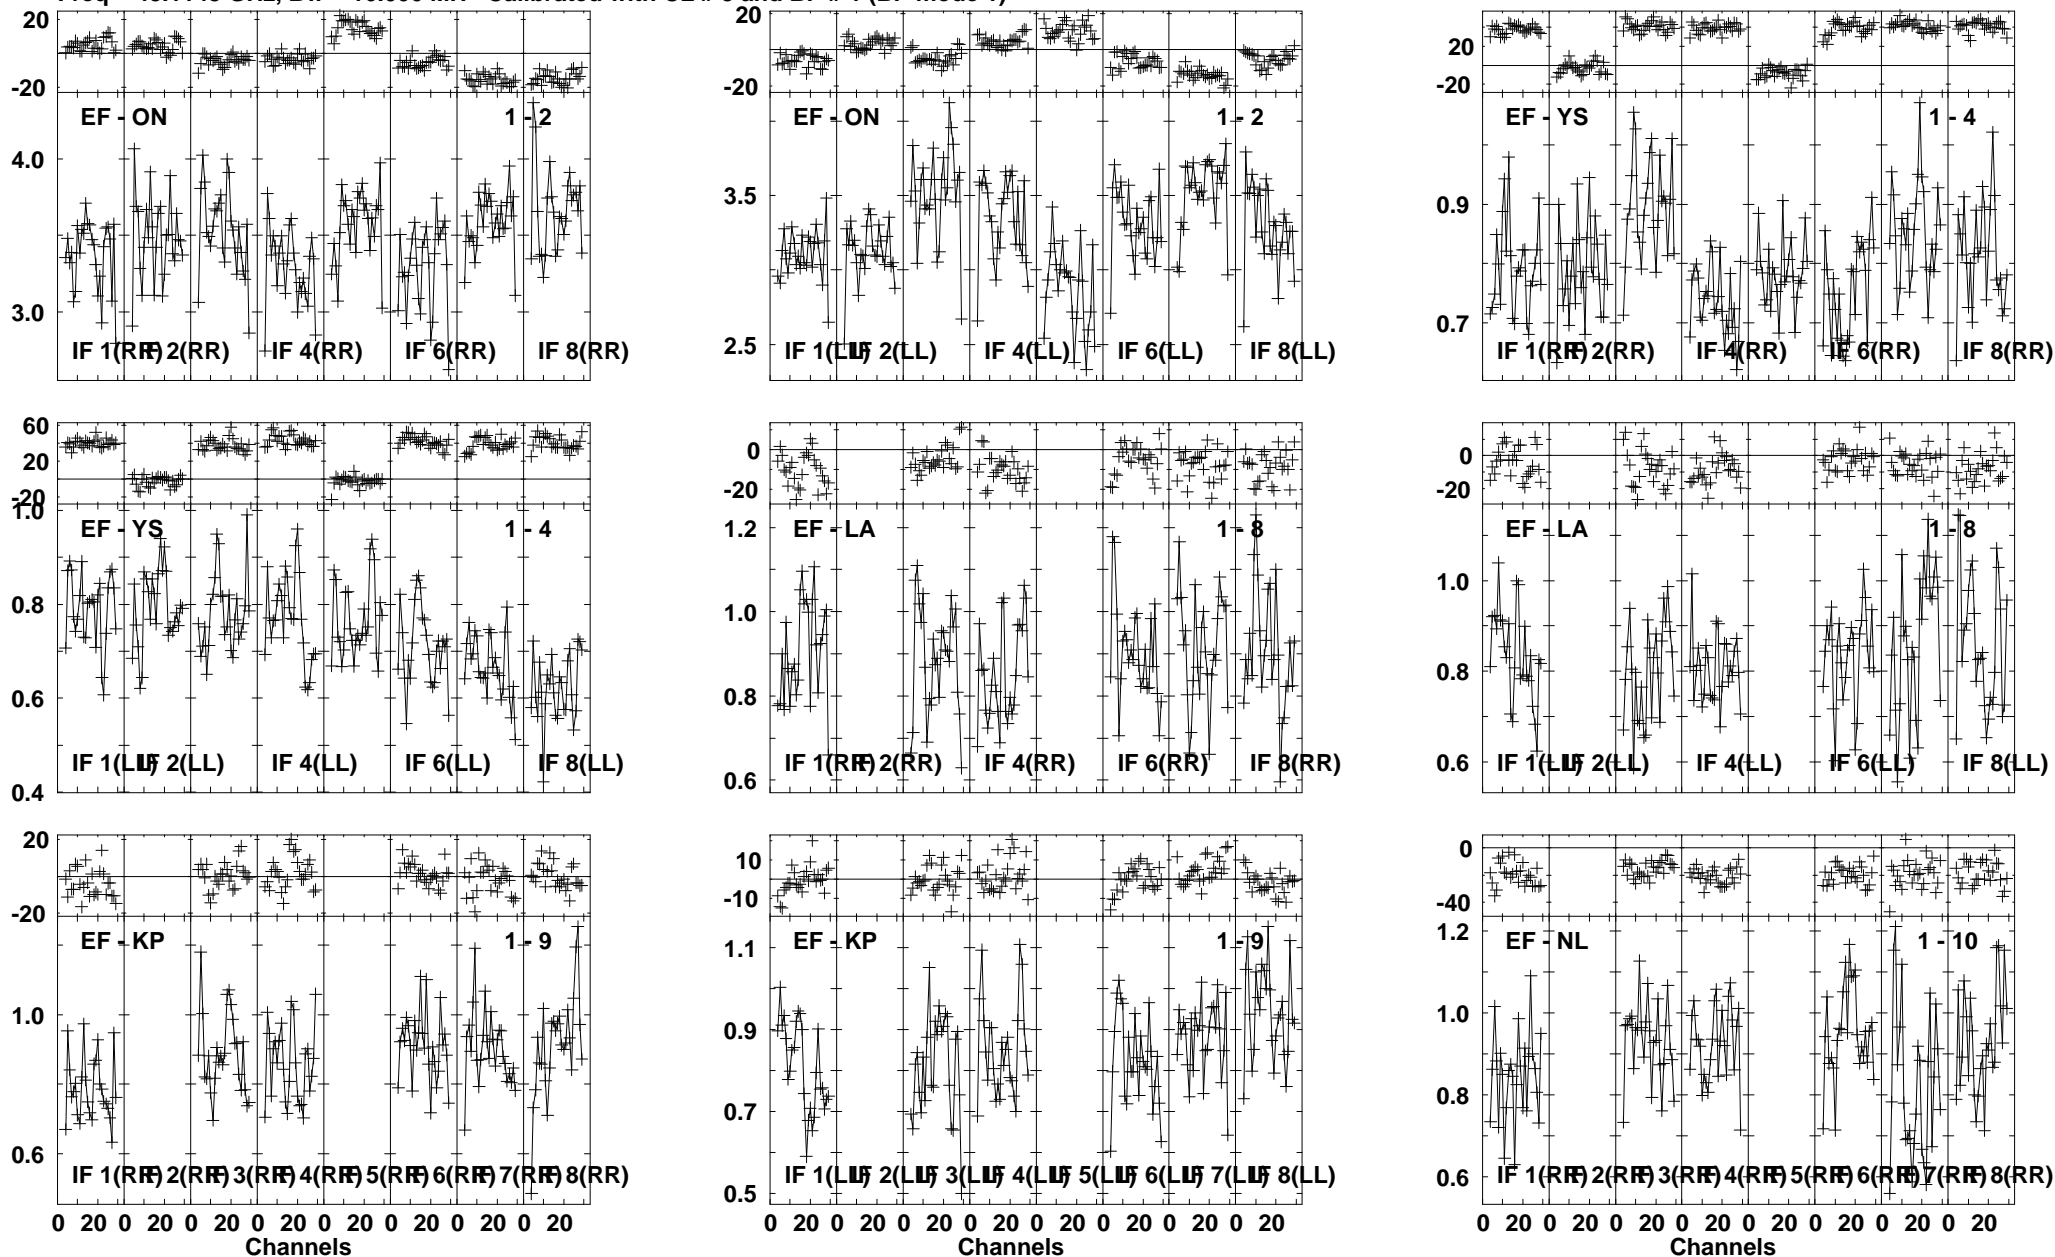 20
-20
EF - ON 1 - 2
4.0
3.0
IF 1(RR) IF 2(RR) IF 4(RR) IF 6(RR) IF 8(RR)
20
0
-20
EF - ON 1 - 2
3.5
2.5
IF 1(LL) IF 2(LL) IF 4(LL) IF 6(LL) IF 8(LL)
20
-20
EF - YS 1 - 4
0.9
0.7
IF 1(RR) IF 2(RR) IF 4(RR) IF 6(RR) IF 8(RR)
60
20
-20
1.0
EF - YS 1 - 4
0.8
0.6
0.4
IF 1(LL) IF 2(LL) IF 4(LL) IF 6(LL) IF 8(LL)
0
-20
EF - LA 1 - 8
1.2
1.0
0.8
0.6
IF 1(RR) IF 2(RR) IF 4(RR) IF 6(RR) IF 8(RR)
0
-20
EF - LA 1 - 8
1.0
0.8
0.6
IF 1(LL) IF 2(LL) IF 4(LL) IF 6(LL) IF 8(LL)
20
0
-20
EF - KP 1 - 9
1.0
0.6
IF 1(RR) IF 2(RR) IF 3(RR) IF 4(RR) IF 5(RR) IF 6(RR) IF 7(RR) IF 8(RR)
0 20 0 20 0 20 0 20 0 20 0 20 0 20 0 20
Channels
10
-10
EF - KP 1 - 9
1.1
0.9
0.7
0.5
IF 1(LL) IF 2(LL) IF 3(LL) IF 4(LL) IF 5(LL) IF 6(LL) IF 7(LL) IF 8(LL)
0 20 0 20 0 20 0 20 0 20 0 20 0 20 0 20
Channels
0
-40
EF - NL 1 - 10
1.2
1.0
0.8
0.6
IF 1(RR) IF 2(RR) IF 3(RR) IF 4(RR) IF 5(RR) IF 6(RR) IF 7(RR) IF 8(RR)
0 20 0 20 0 20 0 20 0 20 0 20 0 20 0 20
Channels